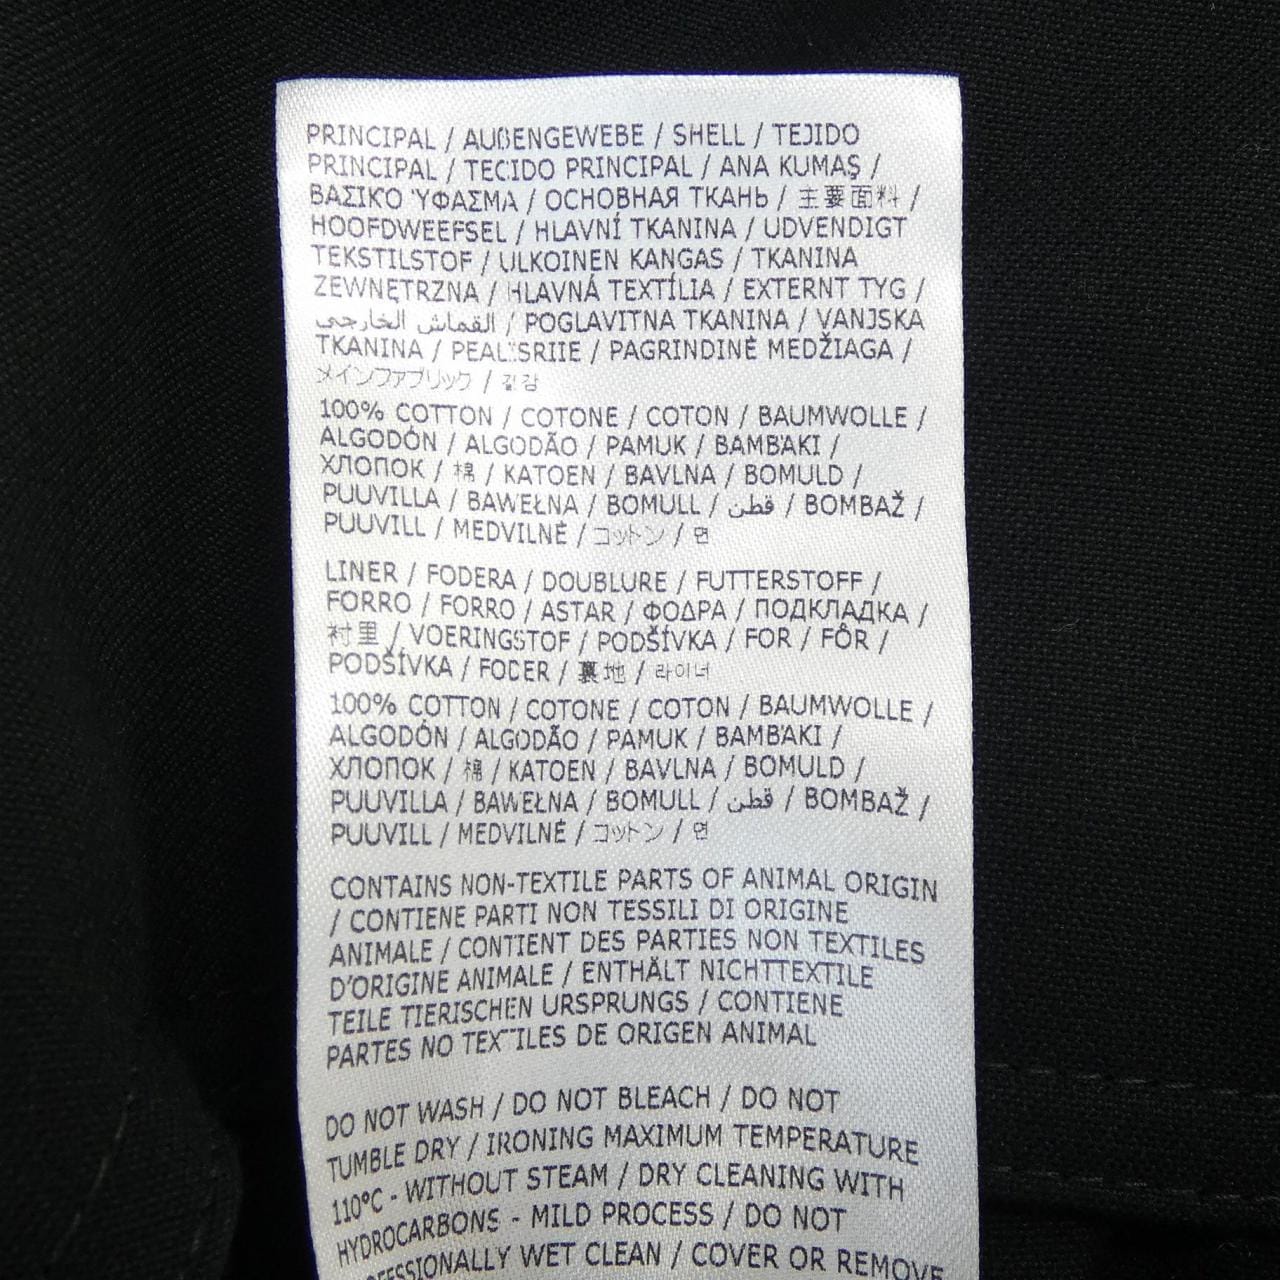 PRINCIPAL / AUßENGEWEBE / SHELL / TEJIDO
PRINCIPAL / TECIDO PRINCIPAL / ANA KUMAŞ /
ΒΑΣΙΚΌ ΎΦΑΣΜΑ / ОСНОВНАЯ ТКАНЬ / 主要面料 /
HOOFDWEEFSEL / HLAVNÍ TKANINA / UDVENDIGT
TEKSTILSTOF / ULKOINEN KANGAS / TKANINA
ZEWNĘTRZNA / HLAVNÁ TEXTÍLIA / EXTERNT TYG /
القماش الخارجي / POGLAVITNA TKANINA / VANJSKA
TKANINA / PEALISRIIE / PAGRINDINĖ MEDŽIAGA /
メインファブリック / 겉감
100% COTTON / COTONE / COTON / BAUMWOLLE /
ALGODÓN / ALGODÃO / PAMUK / ΒΑΜΒΆΚΙ /
ХЛОПОК / 棉 / KATOEN / BAVLNA / BOMULD /
PUUVILLA / BAWEŁNA / BOMULL / قطن / BOMBAŽ /
PUUVILL / MEDVILNĖ / コットン / 면
LINER / FODERA / DOUBLURE / FUTTERSTOFF /
FORRO / FORRO / ASTAR / ΦΟΔΡΑ / ПОДКЛАДКА /
衬里 / VOERINGSTOF / PODŠÍVKA / FOR / FÔR /
PODŠÍVKA / FODER / 裏地 / 라이너
100% COTTON / COTONE / COTON / BAUMWOLLE /
ALGODÓN / ALGODÃO / PAMUK / ΒΑΜΒΆΚΙ /
ХЛОПОК / 棉 / KATOEN / BAVLNA / BOMULD /
PUUVILLA / BAWEŁNA / BOMULL / قطن / BOMBAŽ /
PUUVILL / MEDVILNĖ / コットン / 면
CONTAINS NON-TEXTILE PARTS OF ANIMAL ORIGIN
/ CONTIENE PARTI NON TESSILI DI ORIGINE
ANIMALE / CONTIENT DES PARTIES NON TEXTILES
D'ORIGINE ANIMALE / ENTHÄLT NICHTTEXTILE
TEILE TIERISCHEN URSPRUNGS / CONTIENE
PARTES NO TEXTILES DE ORIGEN ANIMAL
DO NOT WASH / DO NOT BLEACH / DO NOT
TUMBLE DRY / IRONING MAXIMUM TEMPERATURE
110°C - WITHOUT STEAM / DRY CLEANING WITH
HYDROCARBONS - MILD PROCESS / DO NOT
WET CLEAN / COVER OR REMOVE